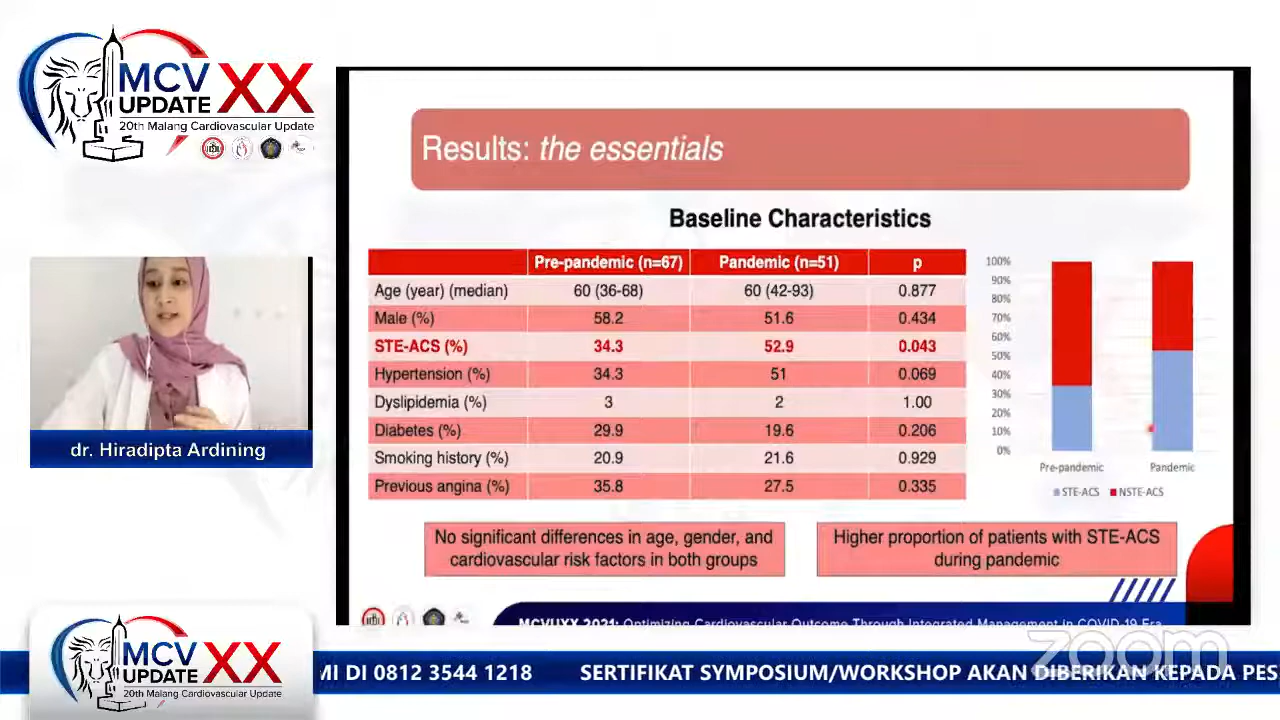 MCV XX
UPDATE
20th Malang Cardiovascular Update
dr. Hiradipta Ardining
Results: the essentials
Baseline Characteristics
Pre-pandemic (n=67) Pandemic (n=51) p
Age (year) (median) 60 (36-68) 60 (42-93) 0.877
Male (%) 58.2 51.6 0.434
STE-ACS (%) 34.3 52.9 0.043
Hypertension (%) 34.3 51 0.069
Dyslipidemia (%) 3 2 1.00
Diabetes (%) 29.9 19.6 0.206
Smoking history (%) 20.9 21.6 0.929
Previous angina (%) 35.8 27.5 0.335
100%
90%
80%
70%
60%
50%
40%
30%
20%
10%
0%
Pre-pandemic Pandemic
STE-ACS NSTE-ACS
No significant differences in age, gender, and
cardiovascular risk factors in both groups
Higher proportion of patients with STE-ACS
during pandemic
MCVUXX 2021: Optimizing Cardiovascular Outcome Through Integrated Management in COVID-19 Era
zoom
MCV XX
UPDATE
20th Malang Cardiovascular Update
MI DI 0812 3544 1218 SERTIFIKAT SYMPOSIUM/WORKSHOP AKAN DIBERIKAN KEPADA PES